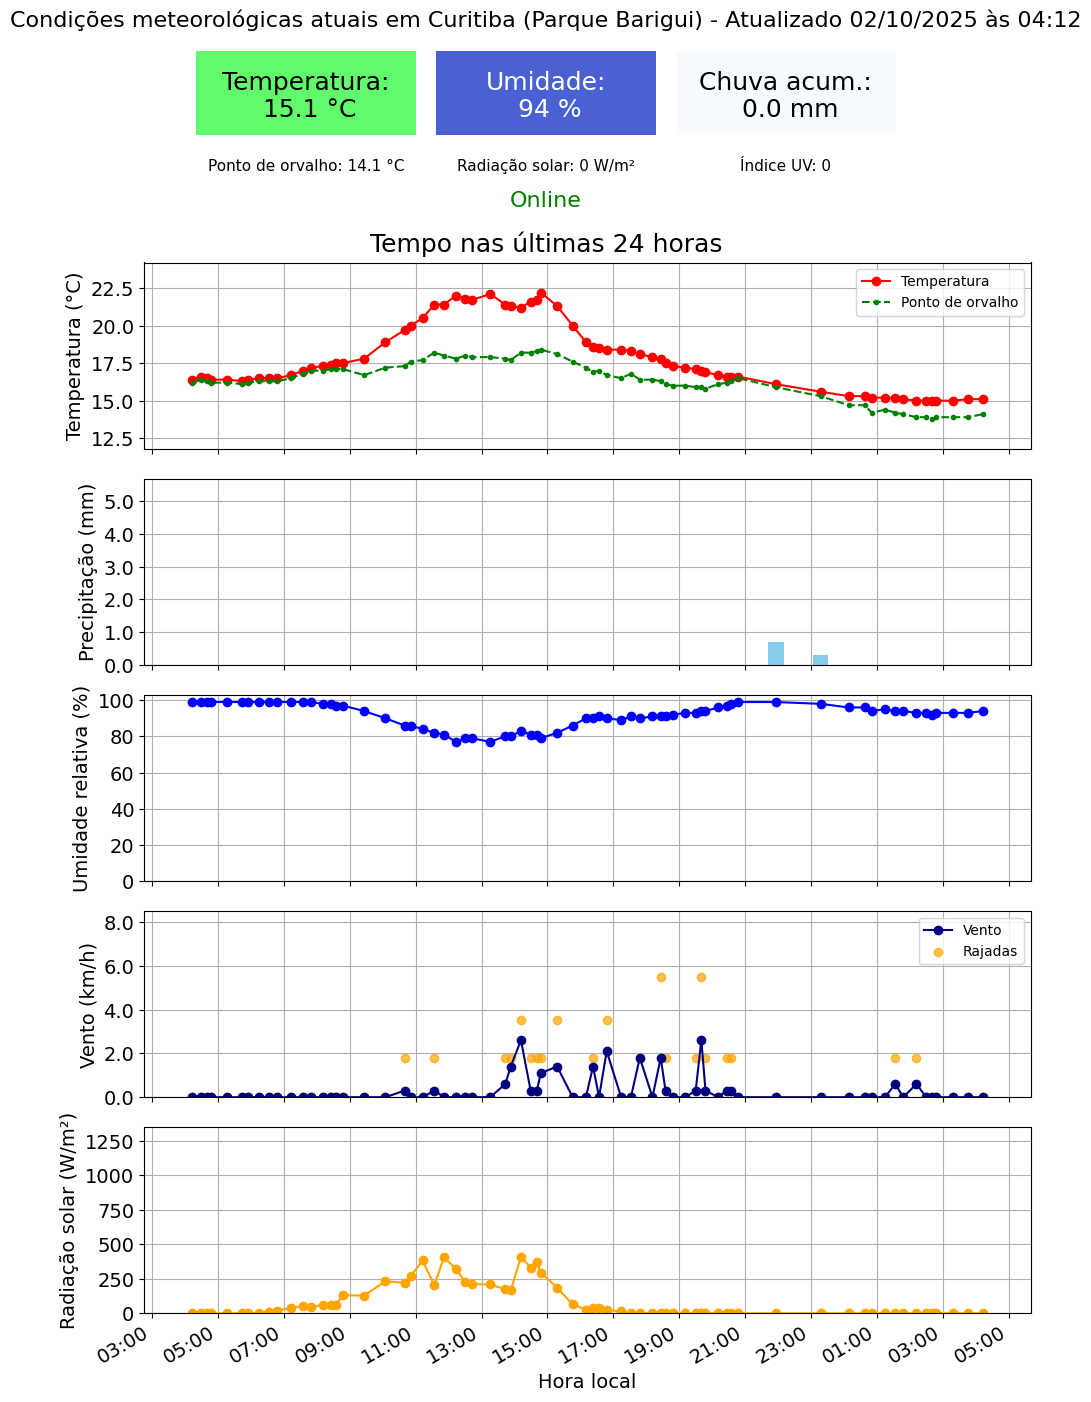 Condições meteorológicas atuais em Curitiba (Parque Barigui) - Atualizado 02/10/2025 às 04:12
Temperatura:
15.1 °C
Umidade:
94 %
Chuva acum.:
0.0 mm
Ponto de orvalho: 14.1 °C
Radiação solar: 0 W/m²
Índice UV: 0
Online
Tempo nas últimas 24 horas
Temperatura (°C)
22.5
20.0
17.5
15.0
12.5
Temperatura
Ponto de orvalho
Precipitação (mm)
5.0
4.0
3.0
2.0
1.0
0.0
Umidade relativa (%)
100
80
60
40
20
0
Vento (km/h)
8.0
6.0
4.0
2.0
0.0
Vento
Rajadas
Radiação solar (W/m²)
1250
1000
750
500
250
0
03:00 05:00 07:00 09:00 11:00 13:00 15:00 17:00 19:00 21:00 23:00 01:00 03:00 05:00
Hora local